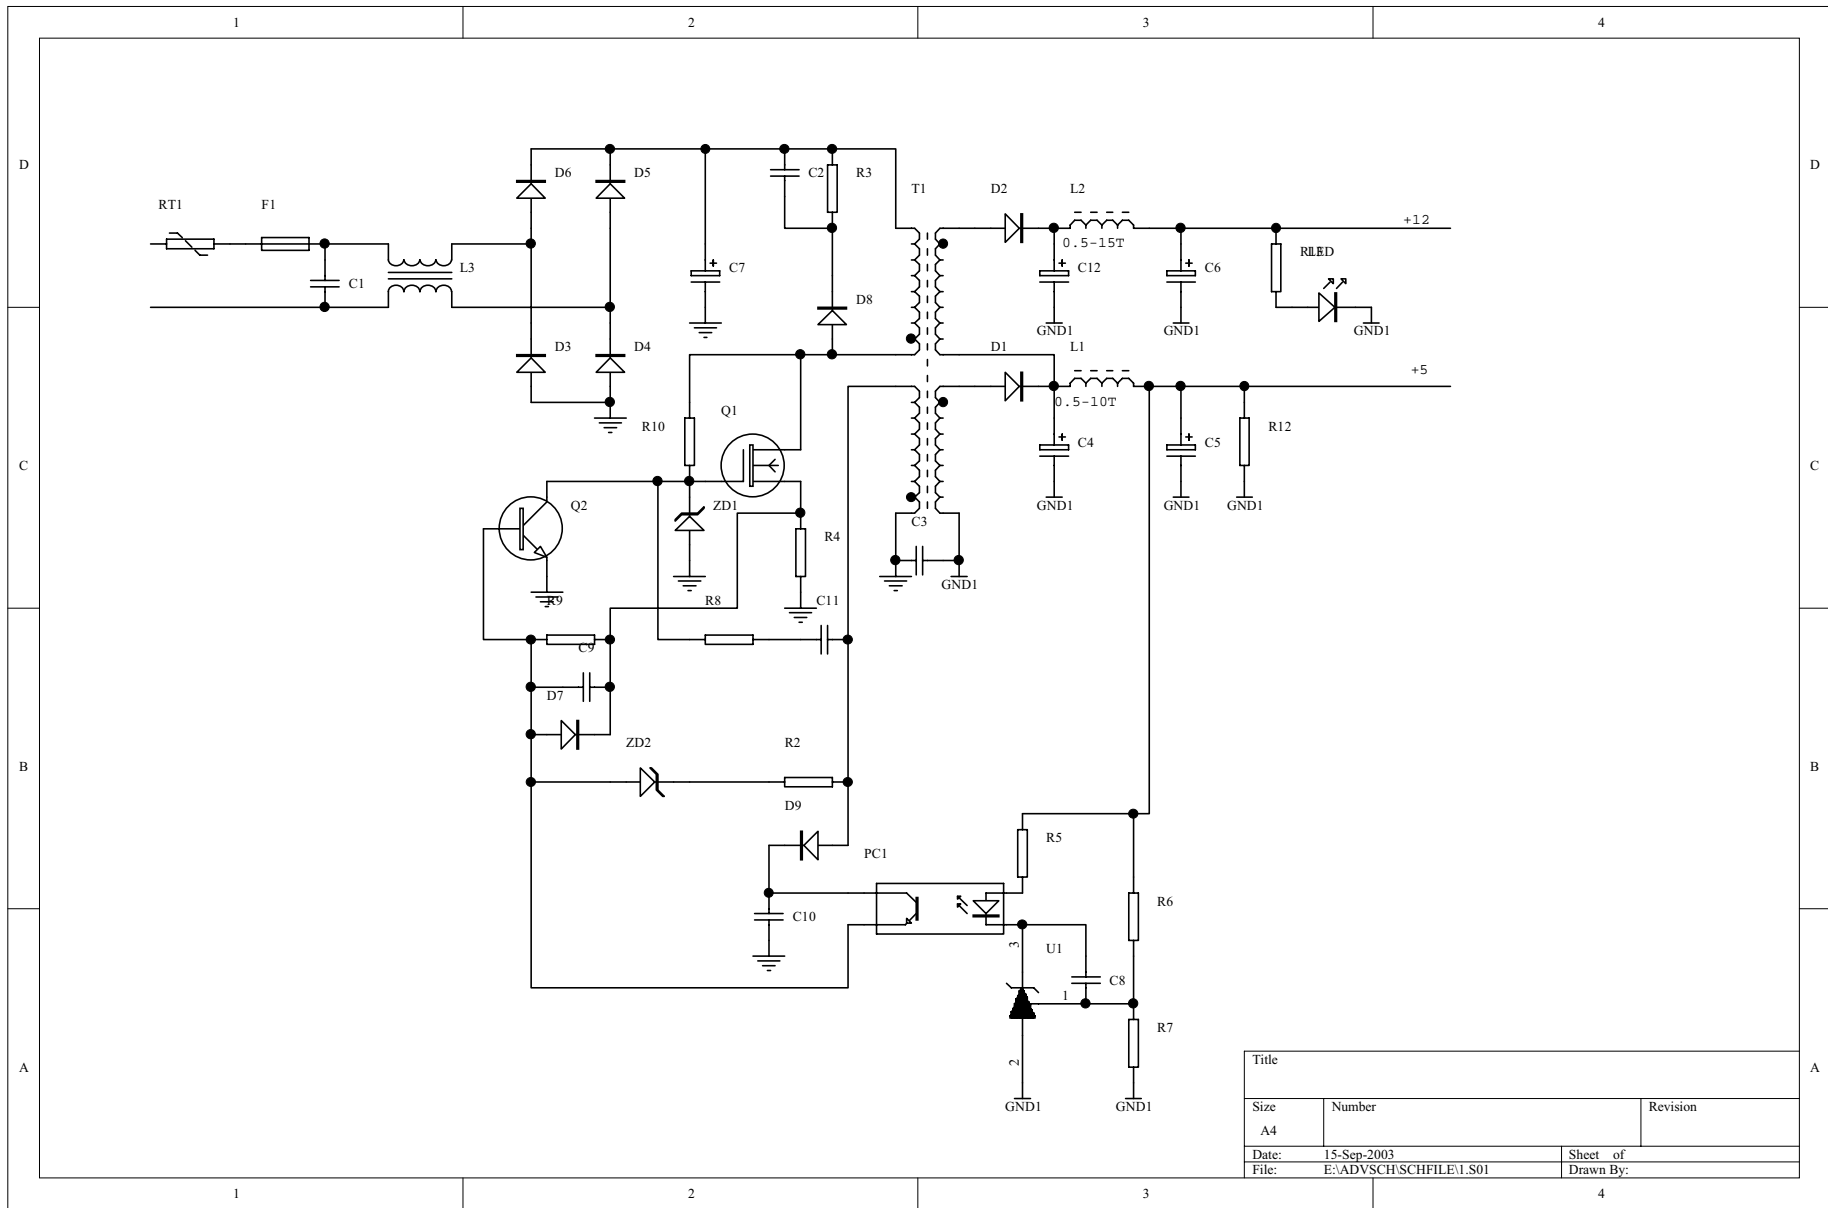 1 2 3 4
D D
D6 D5 C2 R3 T1 D2 L2
RT1 F1
+12
0.5-15T
L3 C1 C7 C12 C6
D8
GND1 GND1 GND1
D3 D4 D1 L1
+5
0.5-10T
Q1
R10 C4 C5 R12
C C
Q2 ZD1 GND1 GND1 GND1
C3
R4
GND1
R9 R8 C11
C9
D7
ZD2 R2
B B
D9
PC1 R5
R6
C10
3 U1
C8
1
R7
2
A A
GND1 GND1
Title
Size Number Revision
A4
Date: 15-Sep-2003 Sheet of
File: E:\ADVSCH\SCHFILE\1.S01 Drawn By:
1 2 3 4